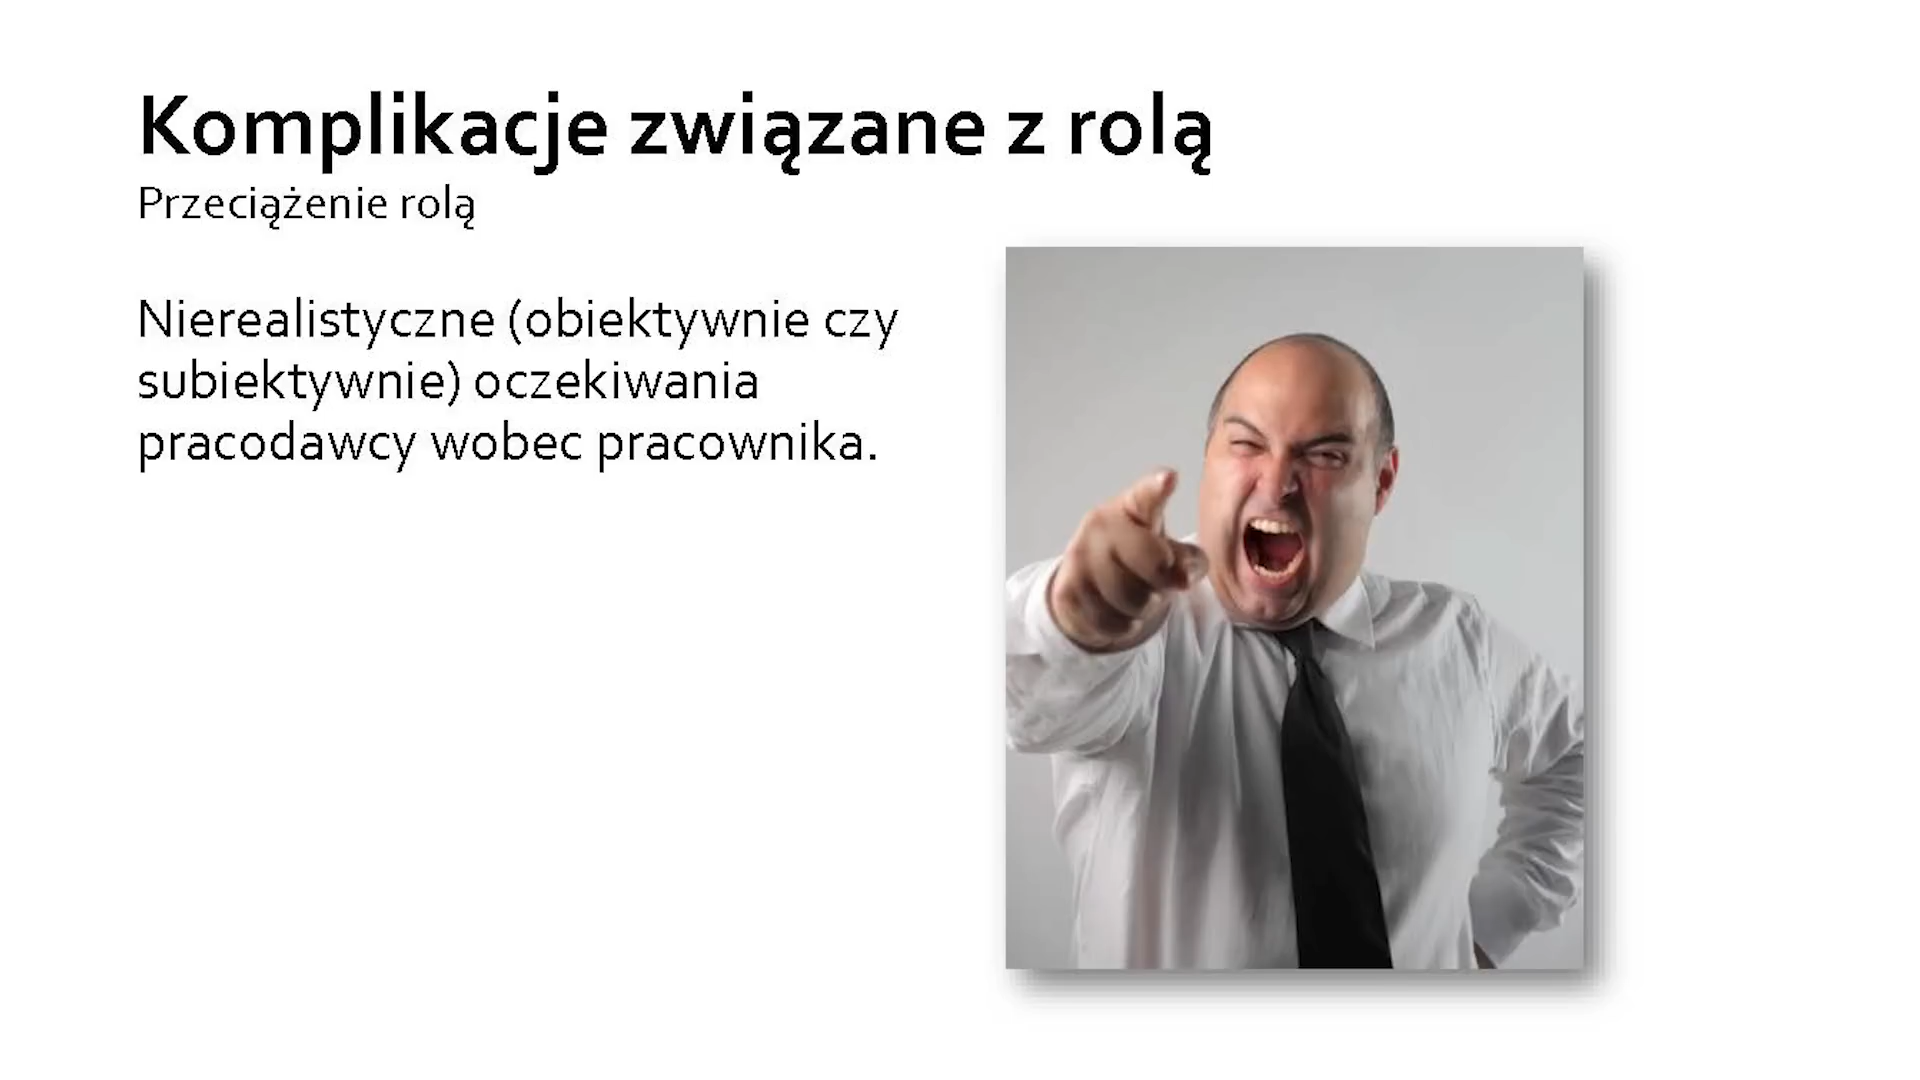 Komplikacje związane z rolą
Przeciążenie rolą
Nierealistyczne (obiektywnie czy
subiektywnie) oczekiwania
pracodawcy wobec pracownika.